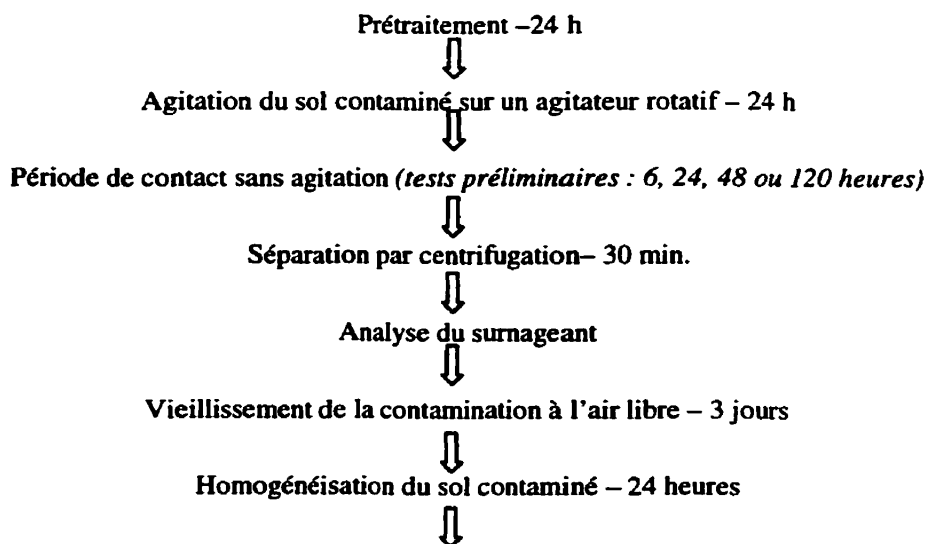 Prétraitement –24 h
Agitation du sol contaminé sur un agitateur rotatif – 24 h
Période de contact sans agitation (tests préliminaires : 6, 24, 48 ou 120 heures)
Séparation par centrifugation– 30 min.
Analyse du surnageant
Vieillissement de la contamination à l'air libre – 3 jours
Homogénéisation du sol contaminé – 24 heures